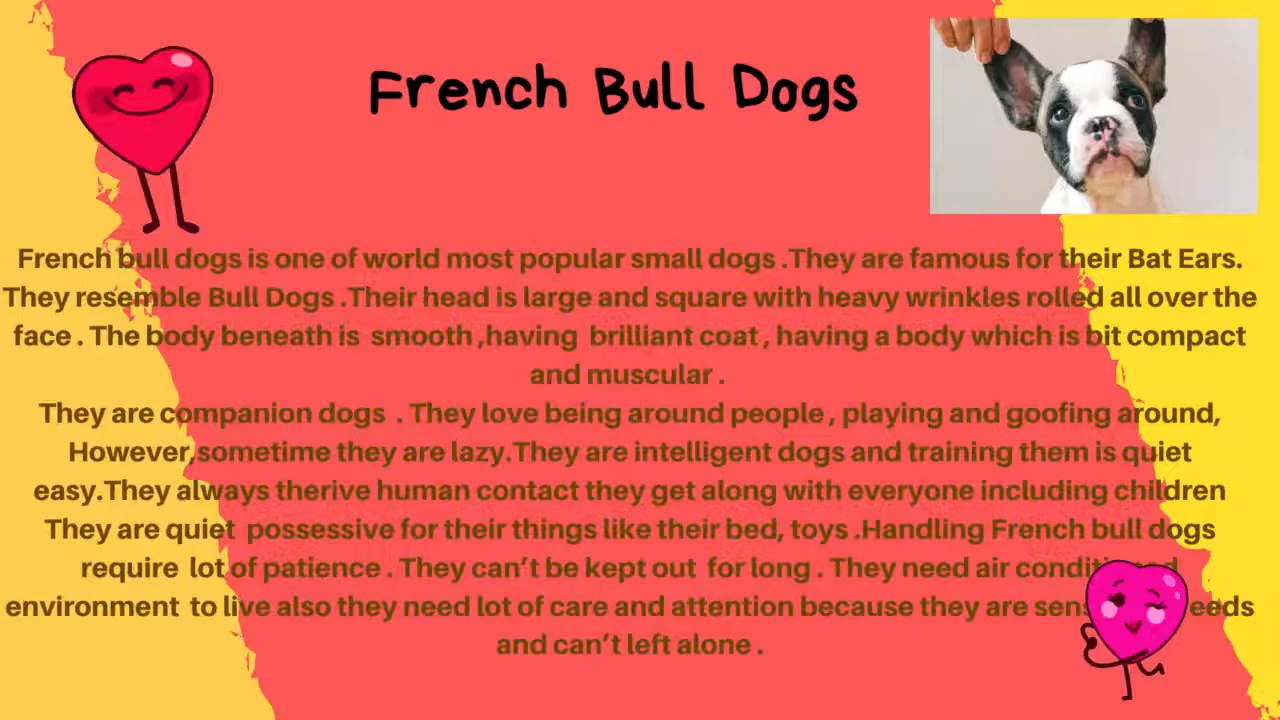 French Bull Dogs
French bull dogs is one of world most popular small dogs .They are famous for their Bat Ears.
They resemble Bull Dogs .Their head is large and square with heavy wrinkles rolled all over the
face . The body beneath is smooth ,having brilliant coat , having a body which is bit compact
and muscular .
They are companion dogs . They love being around people , playing and goofing around,
However,sometime they are lazy.They are intelligent dogs and training them is quiet
easy.They always therive human contact they get along with everyone including children
They are quiet possessive for their things like their bed, toys .Handling French bull dogs
require lot of patience . They can’t be kept out for long . They need air
environment to live also they need lot of care and attention because they are
and can’t left alone .